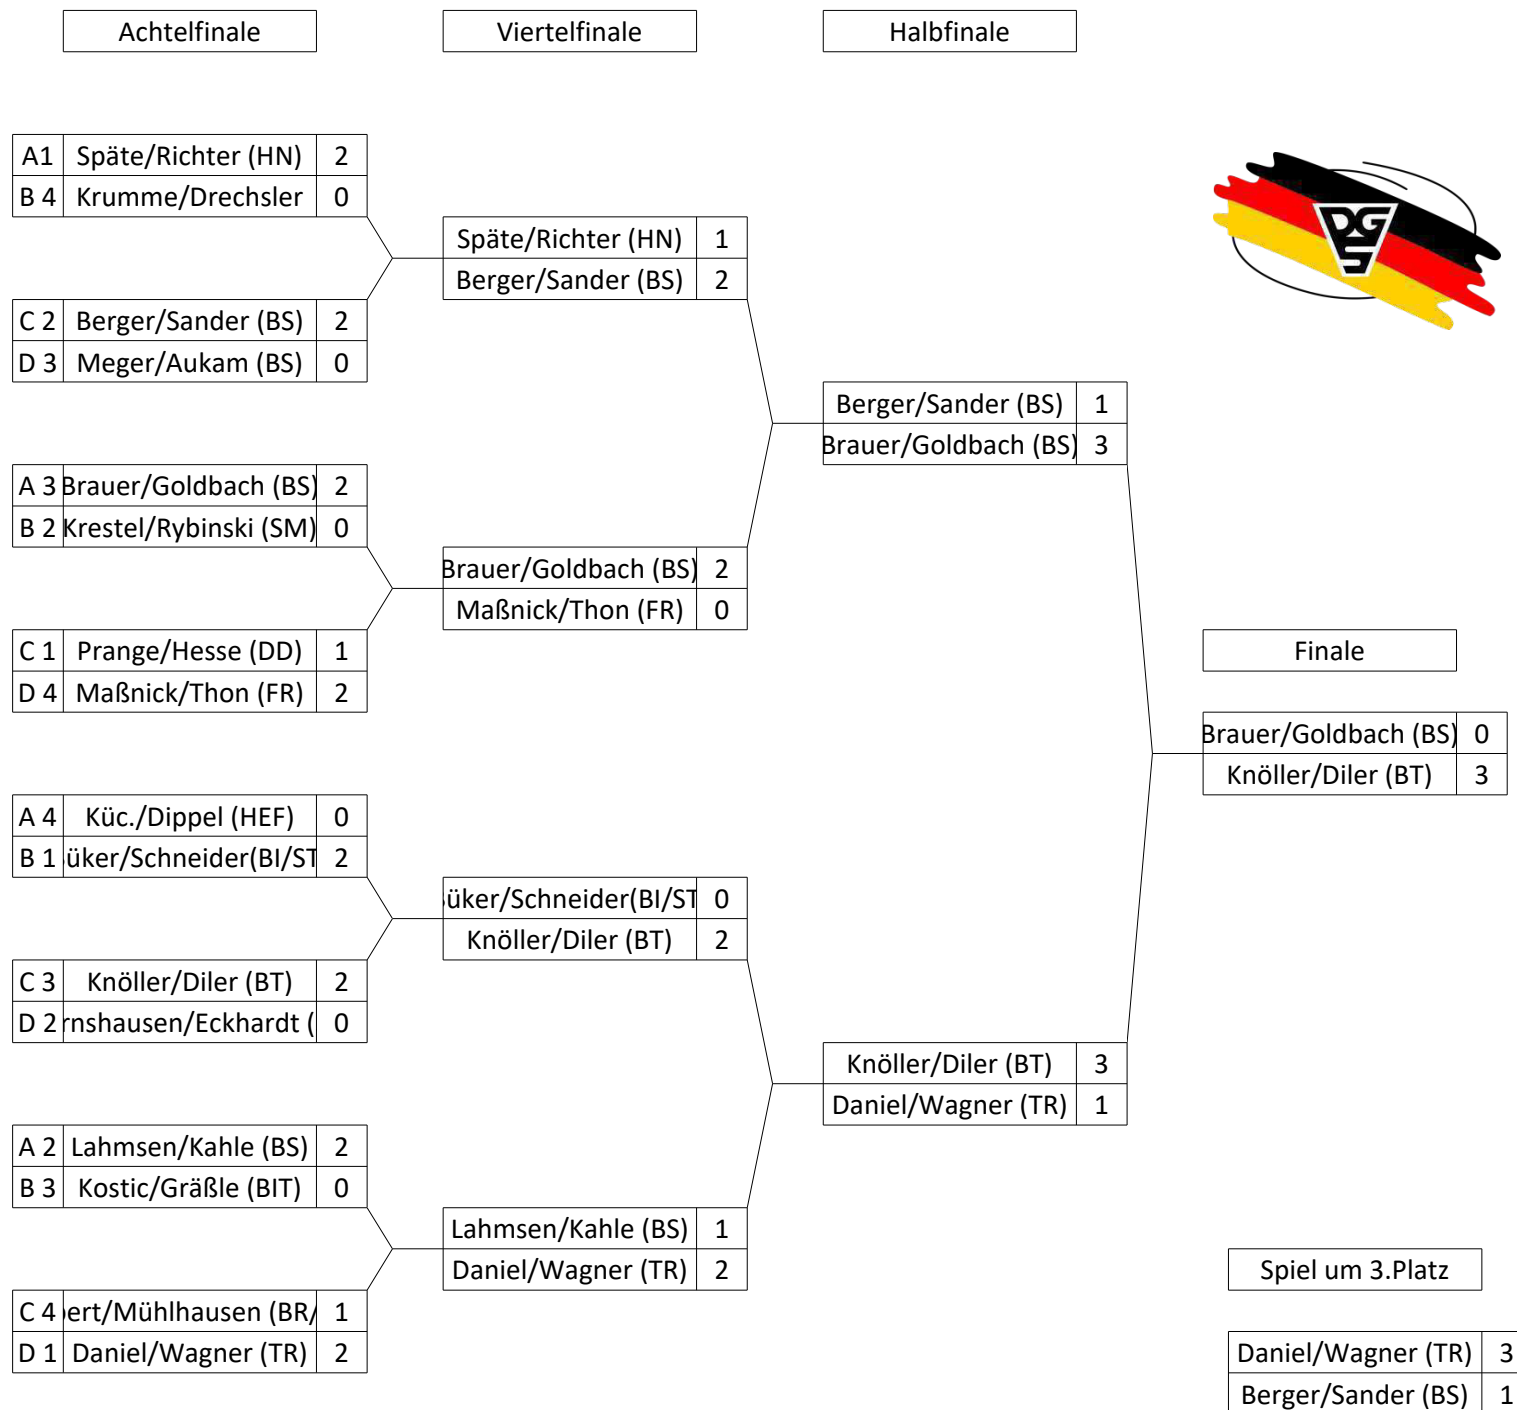 Achtelfinale
Viertelfinale
Halbfinale
A1 Späte/Richter (HN) 2
B 4 Krumme/Drechsler 0
Späte/Richter (HN) 1
Berger/Sander (BS) 2
C 2 Berger/Sander (BS) 2
D 3 Meger/Aukam (BS) 0
DGS
Berger/Sander (BS) 1
Brauer/Goldbach (BS) 3
A 3 Brauer/Goldbach (BS) 2
B 2 Krestel/Rybinski (SM) 0
Brauer/Goldbach (BS) 2
Maßnick/Thon (FR) 0
C 1 Prange/Hesse (DD) 1
D 4 Maßnick/Thon (FR) 2
Finale
Brauer/Goldbach (BS) 0
Knöller/Diler (BT) 3
A 4 Küc./Dippel (HEF) 0
B 1 üker/Schneider(BI/ST 2
üker/Schneider(BI/ST 0
Knöller/Diler (BT) 2
C 3 Knöller/Diler (BT) 2
D 2 rnshausen/Eckhardt ( 0
Knöller/Diler (BT) 3
Daniel/Wagner (TR) 1
A 2 Lahmsen/Kahle (BS) 2
B 3 Kostic/Gräßle (BIT) 0
Lahmsen/Kahle (BS) 1
Daniel/Wagner (TR) 2
C 4 ert/Mühlhausen (BR/ 1
D 1 Daniel/Wagner (TR) 2
Spiel um 3.Platz
Daniel/Wagner (TR) 3
Berger/Sander (BS) 1